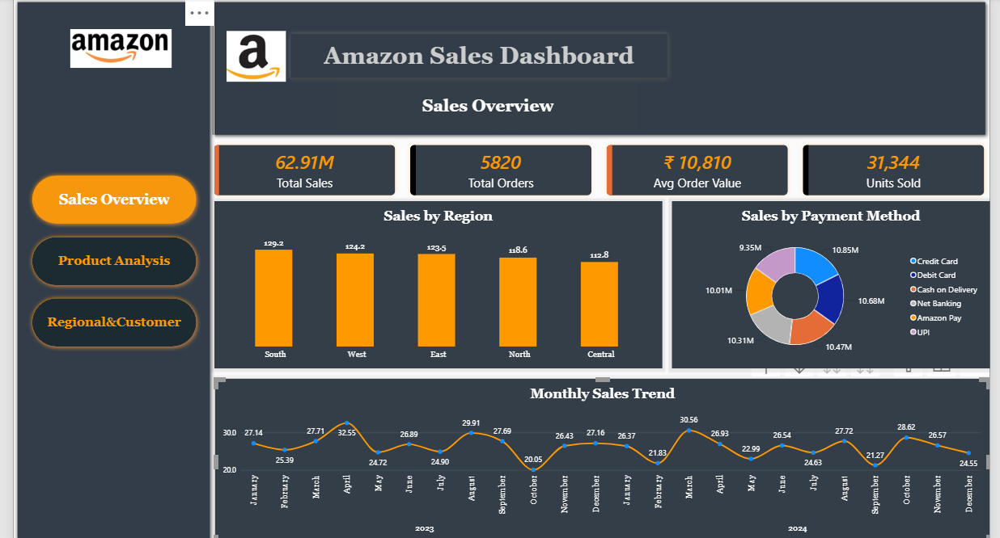 ...
amazon
a
Amazon Sales Dashboard
Sales Overview
Sales Overview
Product Analysis
Regional&Customer
62.91M
Total Sales
5820
Total Orders
₹ 10,810
Avg Order Value
31,344
Units Sold
Sales by Region
129.2
124.2
123.5
118.6
112.8
South
West
East
North
Central
Sales by Payment Method
9.35M
10.85M
10.01M
10.68M
10.31M
10.47M
Credit Card
Debit Card
Cash on Delivery
Net Banking
Amazon Pay
UPI
Monthly Sales Trend
30.0
20.0
27.14
25.39
27.71
32.55
24.72
26.89
24.90
29.91
27.69
20.05
26.43
27.16
26.37
21.83
30.56
26.93
22.99
26.54
24.63
27.72
21.27
28.62
26.57
24.55
January
February
March
April
May
June
July
August
September
October
November
December
January
February
March
April
May
June
July
August
September
October
November
December
2023
2024